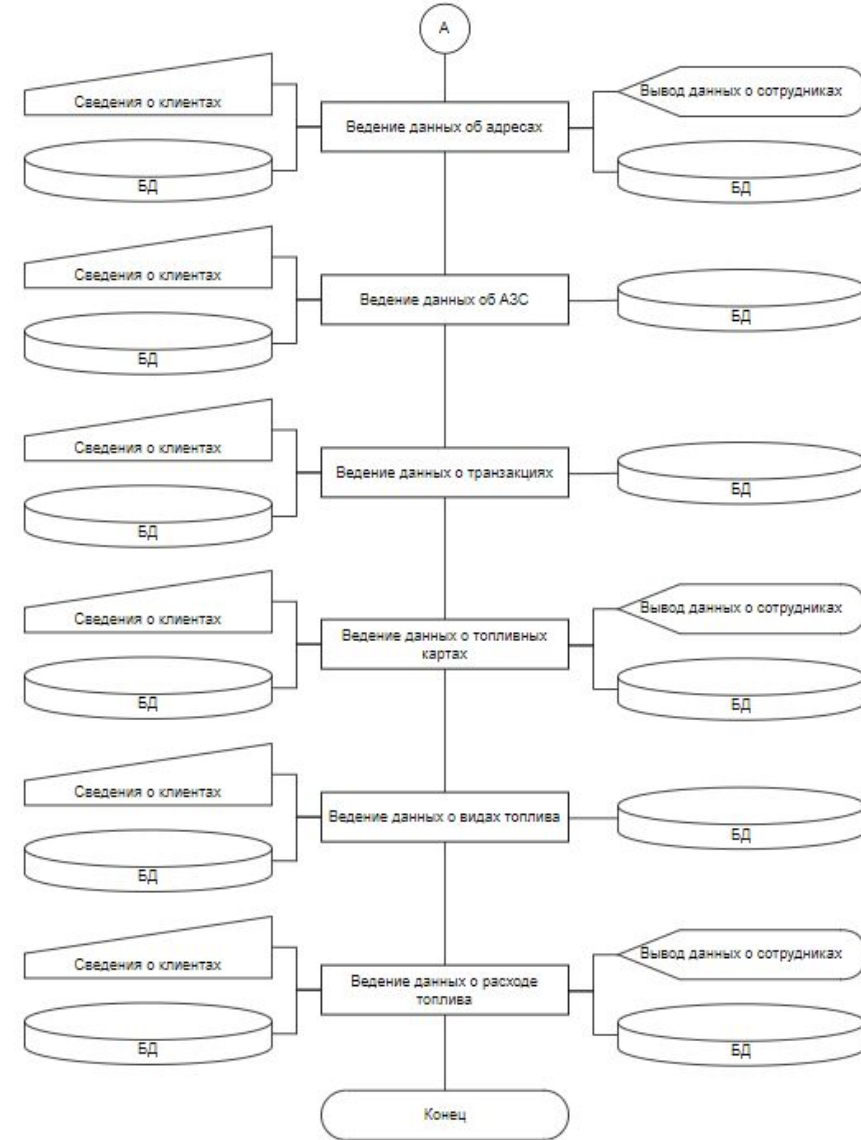 А
Сведения о клиентах
Вывод данных о сотрудниках
Ведение данных об адресах
БД
БД
Сведения о клиентах
Ведение данных об АЗС
БД
БД
Сведения о клиентах
Ведение данных о транзакциях
БД
БД
Сведения о клиентах
Вывод данных о сотрудниках
Ведение данных о топливных
картах
БД
БД
Сведения о клиентах
Ведение данных о видах топлива
БД
БД
Сведения о клиентах
Вывод данных о сотрудниках
Ведение данных о расходе
топлива
БД
БД
Конец